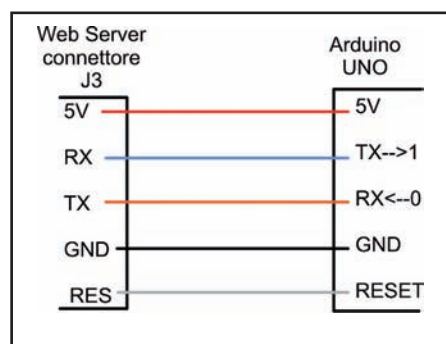 Web Server
connettore
J3
5V
RX
TX
GND
RES
Arduino
UNO
5V
TX-->1
RX<--0
GND
RESET